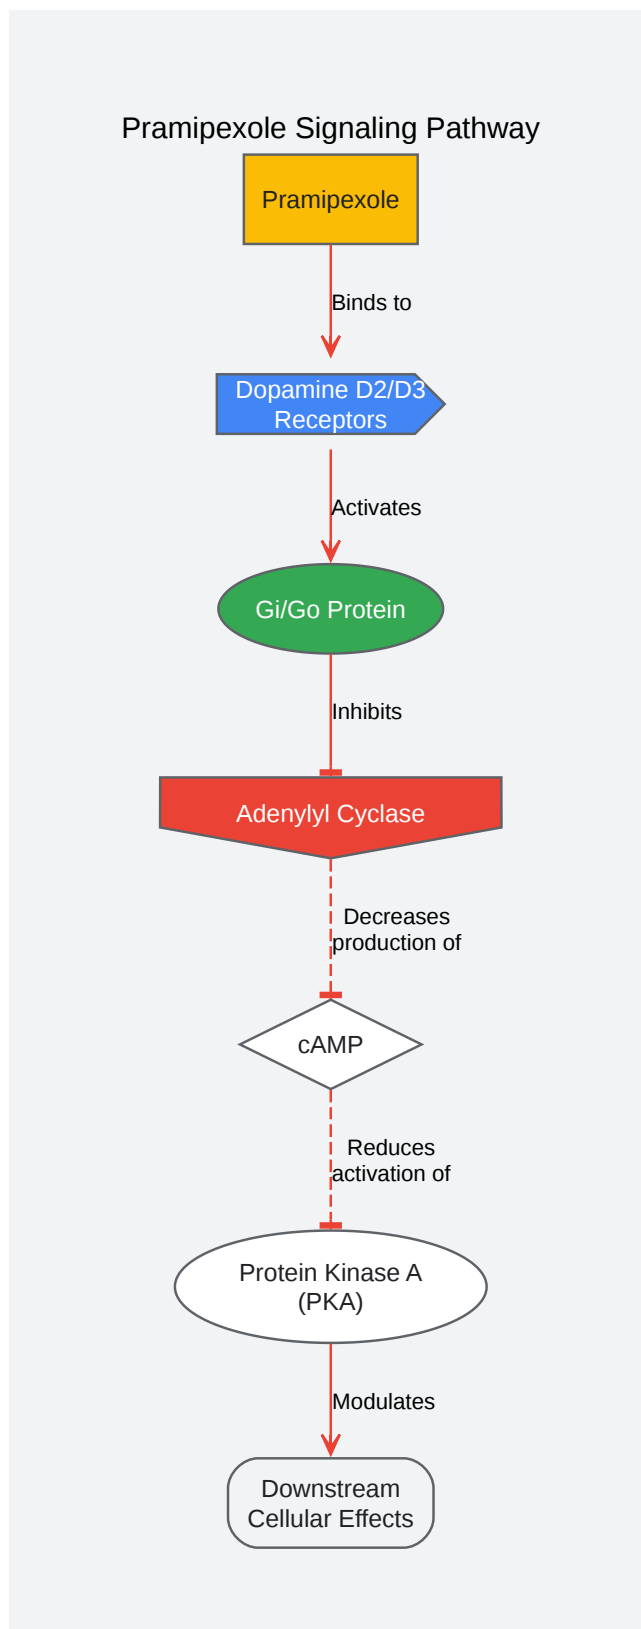 Pramipexole Signaling Pathway
Pramipexole
Binds to
Dopamine D2/D3
Receptors
Activates
Gi/Go Protein
Inhibits
Adenylyl Cyclase
Decreases
production of
cAMP
Reduces
activation of
Protein Kinase A
(PKA)
Modulates
Downstream
Cellular Effects